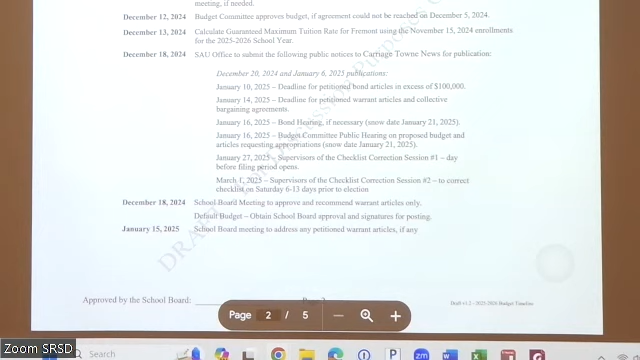 meeting, if needed.
December 12, 2024 Budget Committee approves budget, if agreement could not be reached on December 5, 2024.
December 13, 2024 Calculate Guaranteed Maximum Tuition Rate for Fremont using the November 15, 2024 enrollments
for the 2025-2026 School Year.
December 18, 2024 SAU Office to submit the following public notices to Carriage Towne News for publication:
December 20, 2024 and January 6, 2025 publications:
January 10, 2025 – Deadline for petitioned bond articles in excess of $100,000.
January 14, 2025 – Deadline for petitioned warrant articles and collective
bargaining agreements.
January 16, 2025 – Bond Hearing, if necessary (snow date January 21, 2025).
January 16, 2025 – Budget Committee Public Hearing on proposed budget and
articles requesting appropriations (snow date January 21, 2025).
January 27, 2025 – Supervisors of the Checklist Correction Session #1 – day
before filing period opens.
March 1, 2025 – Supervisors of the Checklist Correction Session #2 – to correct
checklist on Saturday 6-13 days prior to election
December 18, 2024 School Board Meeting to approve and recommend warrant articles only.
Default Budget – Obtain School Board approval and signatures for posting.
January 15, 2025 School Board meeting to address any petitioned warrant articles, if any
Approved by the School Board:
Draft v1.2 - 2025-2026 Budget Timeline
Page 2 / 5
Zoom SRSD
Search